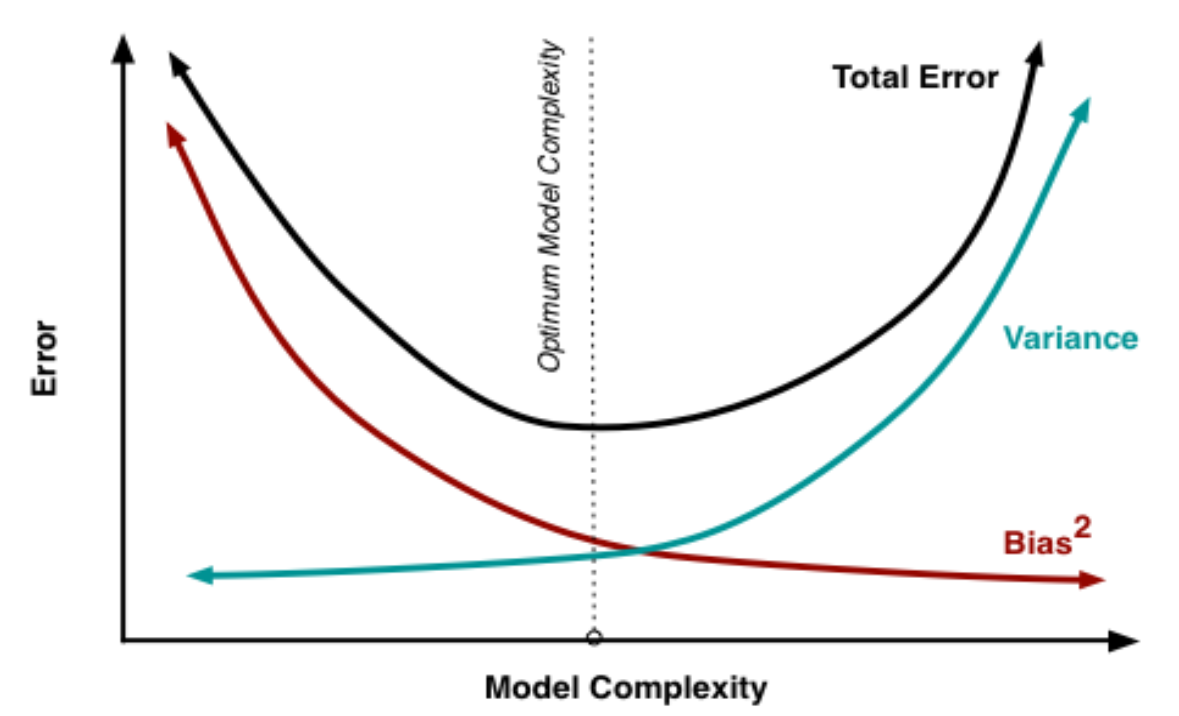 Optimum Model Complexity
Total Error
Error
Variance
Bias²
Model Complexity